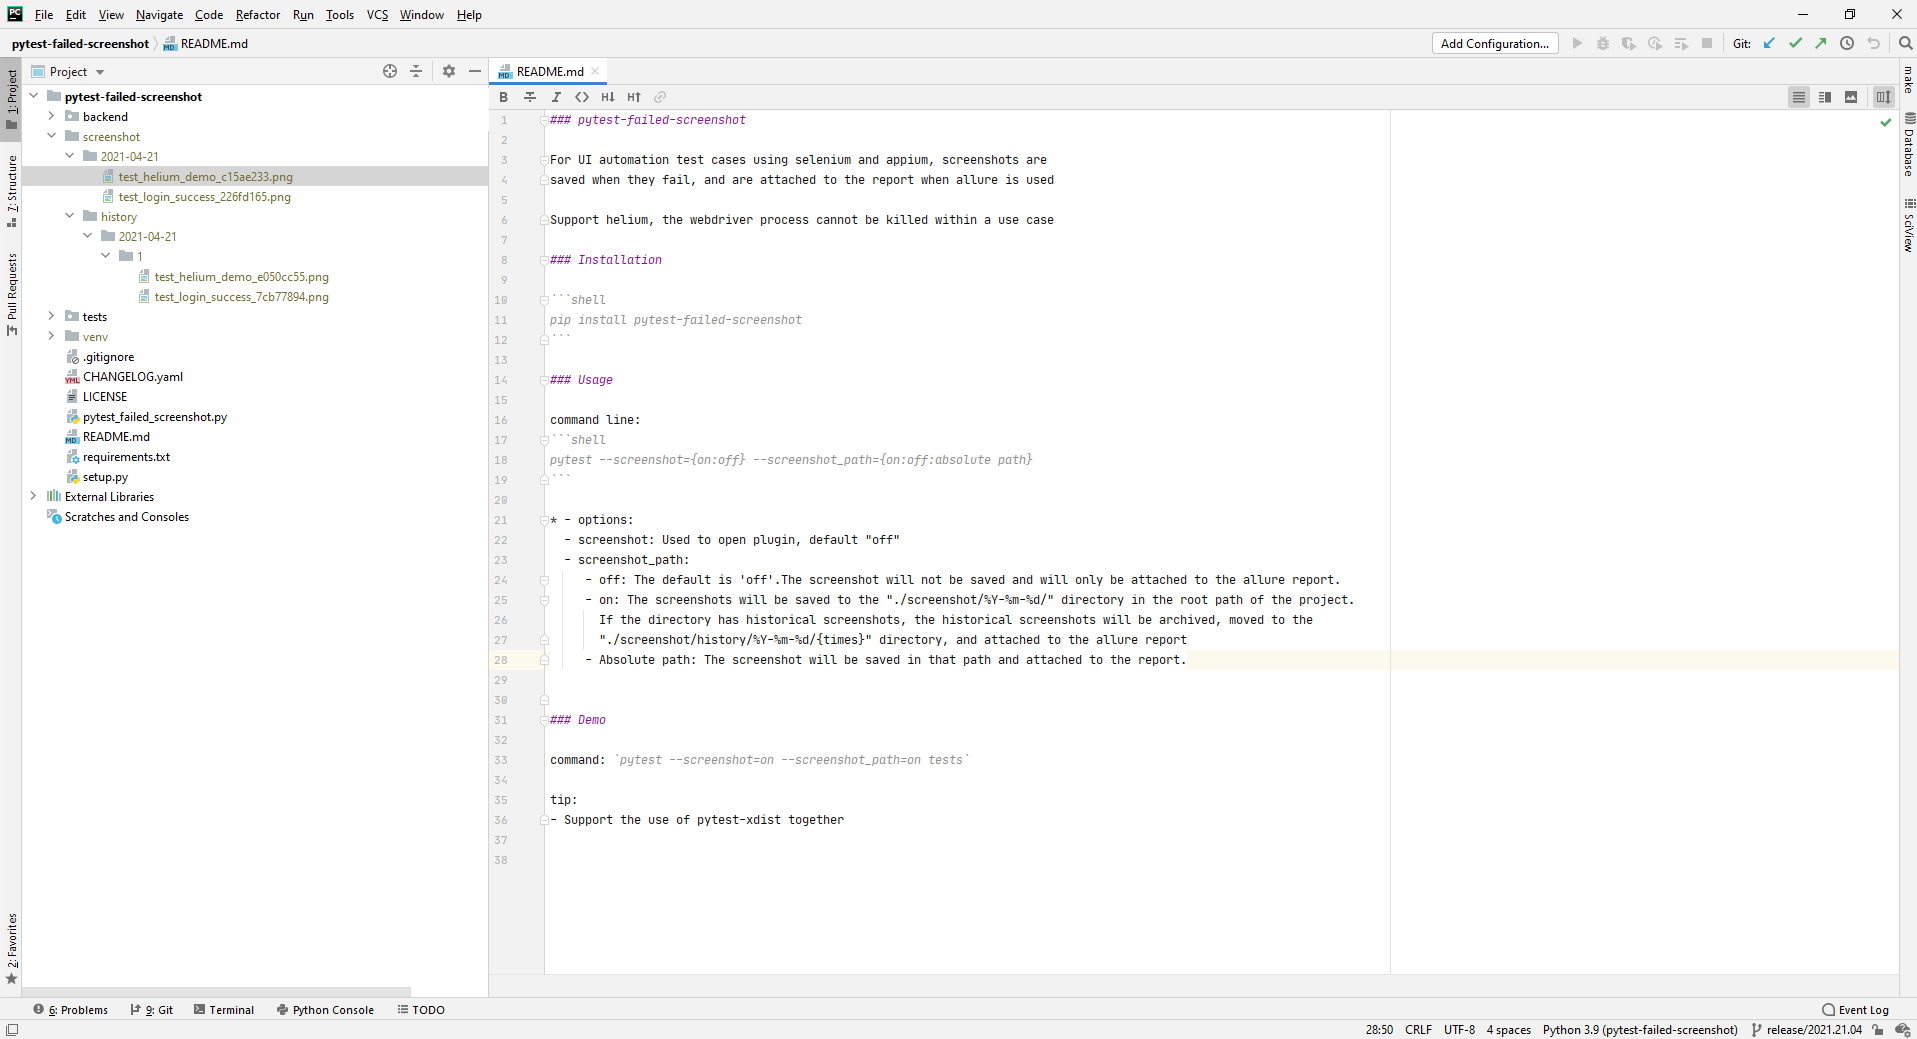 PC File Edit View Navigate Code Refactor Run Tools VCS Window Help
pytest-failed-screenshot README.md Add Configuration... Git:
Project README.md
1: Project
7: Structure
Pull Requests
2: Favorites
pytest-failed-screenshot
backend
screenshot
2021-04-21
test_helium_demo_c15ae233.png
test_login_success_226fd165.png
history
2021-04-21
1
test_helium_demo_e050cc55.png
test_login_success_7cb77894.png
tests
venv
.gitignore
CHANGELOG.yaml
LICENSE
pytest_failed_screenshot.py
README.md
requirements.txt
setup.py
External Libraries
Scratches and Consoles
B I <> H↓ H↑
1 ### pytest-failed-screenshot
2
3 For UI automation test cases using selenium and appium, screenshots are
4 saved when they fail, and are attached to the report when allure is used
5
6 Support helium, the webdriver process cannot be killed within a use case
7
8 ### Installation
9
10 ```shell
11 pip install pytest-failed-screenshot
12 ```
13
14 ### Usage
15
16 command line:
17 ```shell
18 pytest --screenshot={on:off} --screenshot_path={on:off:absolute path}
19 ```
20
21 * - options:
22 - screenshot: Used to open plugin, default "off"
23 - screenshot_path:
24 - off: The default is 'off'.The screenshot will not be saved and will only be attached to the allure report.
25 - on: The screenshots will be saved to the "./screenshot/%Y-%m-%d/" directory in the root path of the project.
26 If the directory has historical screenshots, the historical screenshots will be archived, moved to the
27 "./screenshot/history/%Y-%m-%d/{times}" directory, and attached to the allure report
28 - Absolute path: The screenshot will be saved in that path and attached to the report.
29
30
31 ### Demo
32
33 command: `pytest --screenshot=on --screenshot_path=on tests`
34
35 tip:
36 - Support the use of pytest-xdist together
37
38
make
Database
SciView
6: Problems 9: Git Terminal Python Console TODO Event Log
28:50 CRLF UTF-8 4 spaces Python 3.9 (pytest-failed-screenshot) release/2021.21.04